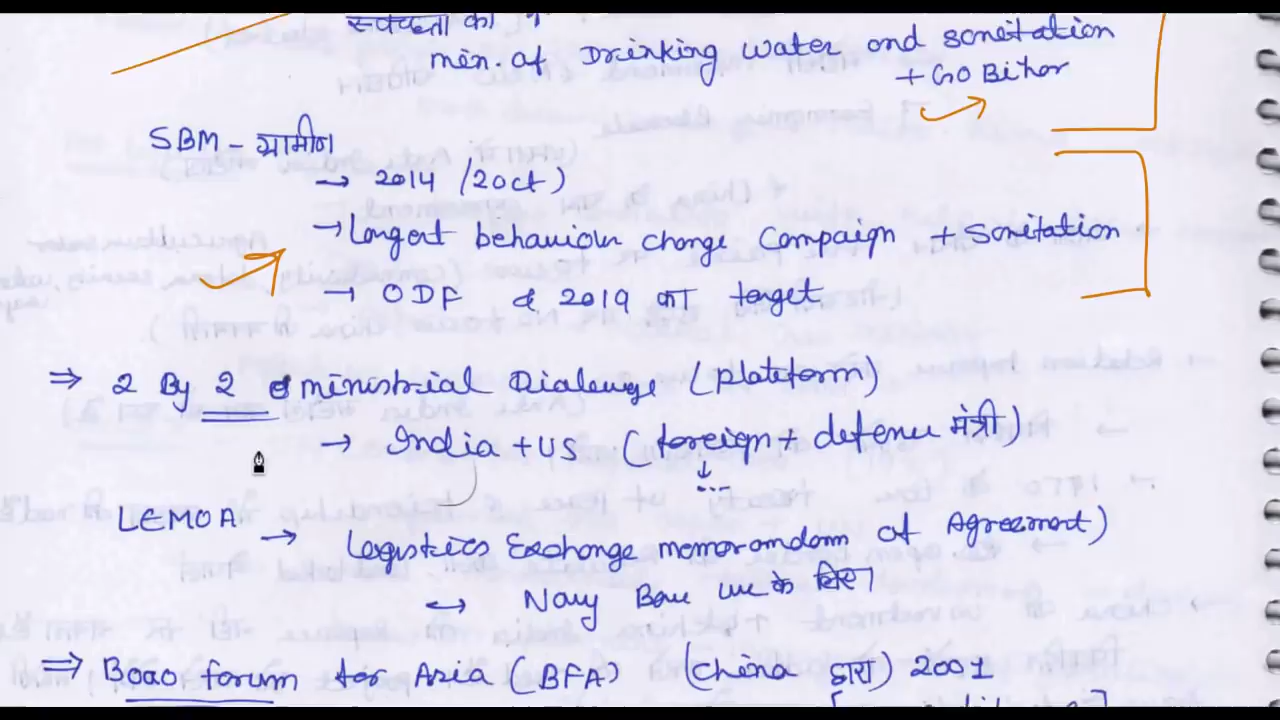 स्वच्छता का
min. of Drinking water and Sanitation
+ GO Bihar
SBM - ग्रामीण
→ 2014 /2 Oct)
→ Longest behaviour change Campaign + Sanitation
→ ODF 2019 का target
⇒ 2 By 2 ministrial Dialouge (Platform)
→ India + US (foreign + defence मंत्री)
↓
...
LEMOA
→ Logistics Exchange memorandom of Agreement)
↔ Navy Base use के लिए।
⇒ Boao forum for Asia (BFA) (China द्वारा) 2001